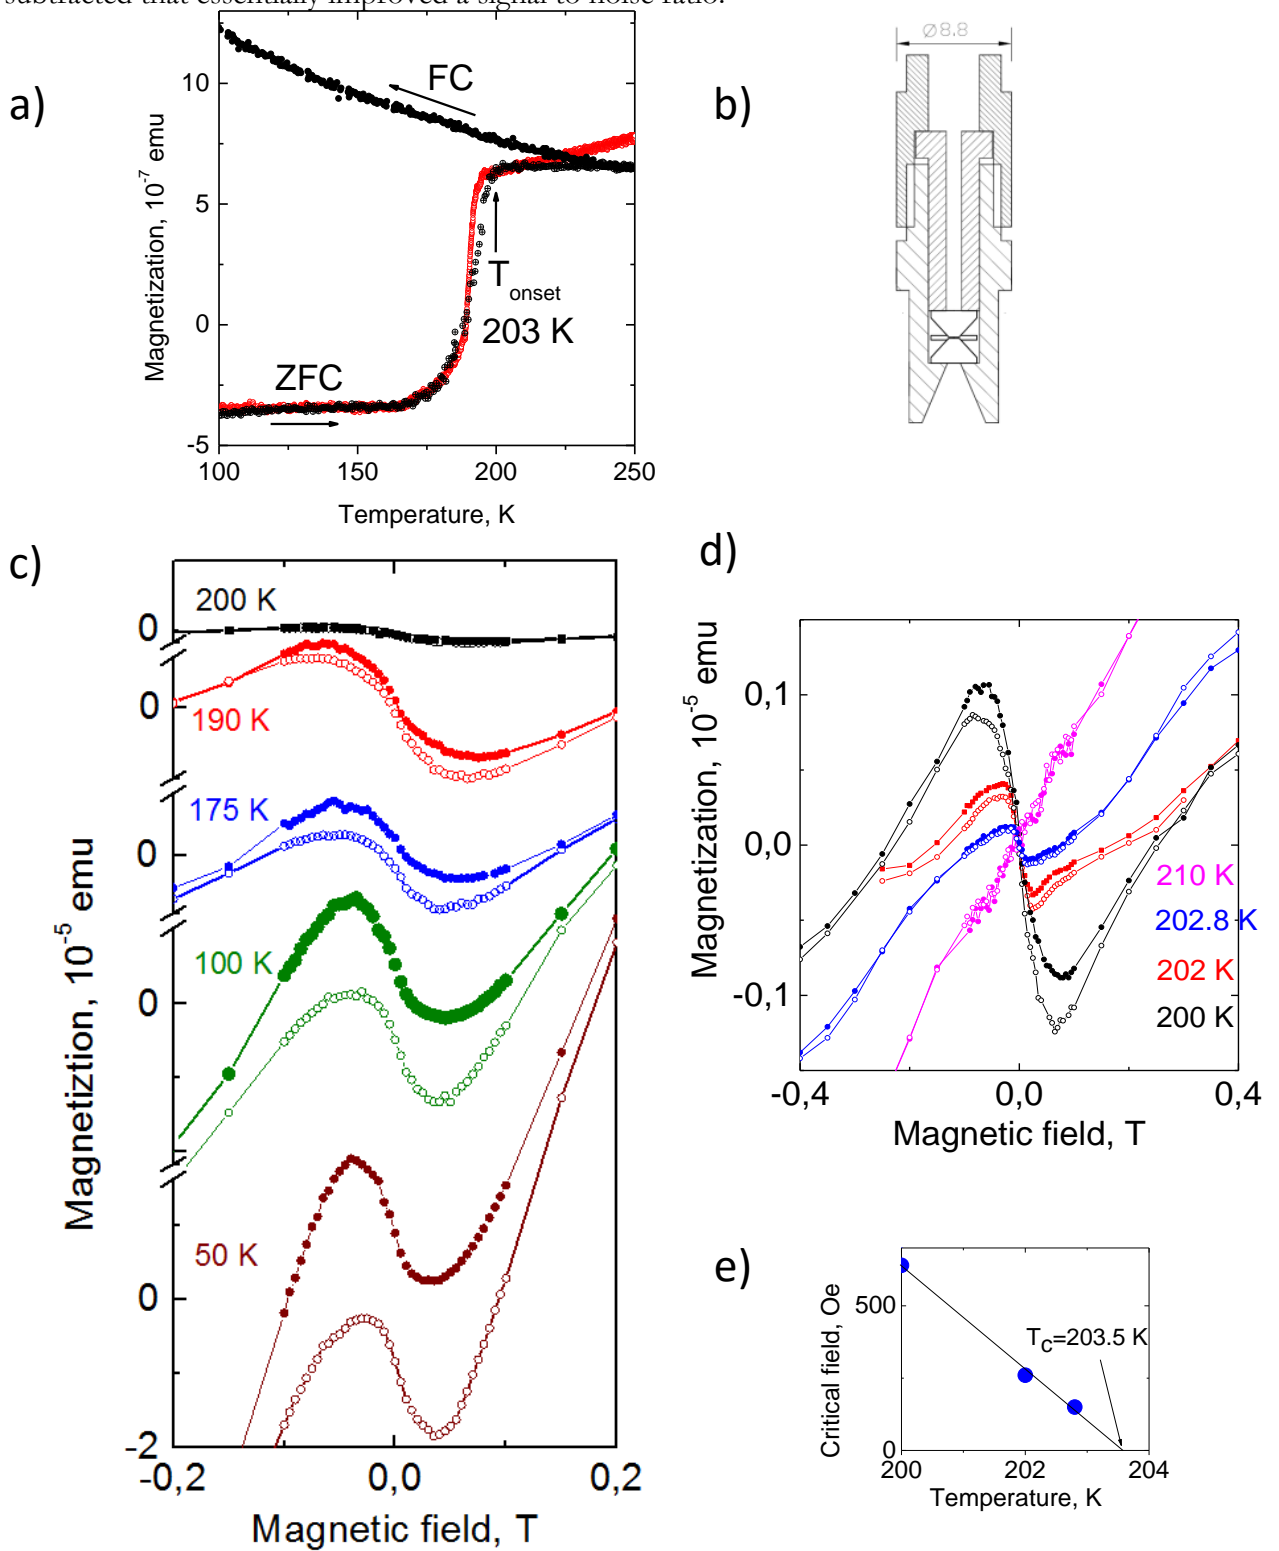 subtracted that essentially improved a signal to noise ratio.
a)
Magnetization, 10-7 emu
10
5
0
-5
FC
Tonset
203 K
ZFC
100 150 200 250
Temperature, K
b)
Ø8.8
c)
Magnetiztion, 10-5 emu
200 K
0
0
190 K
175 K
0
100 K
0
50 K
0
-2
-0,2 0,0 0,2
Magnetic field, T
d)
Magnetization, 10-5 emu
0,1
0,0
-0,1
210 K
202.8 K
202 K
200 K
-0,4 0,0 0,4
Magnetic field, T
e)
Critical field, Oe
500
0
Tc=203.5 K
200 202 204
Temperature, K